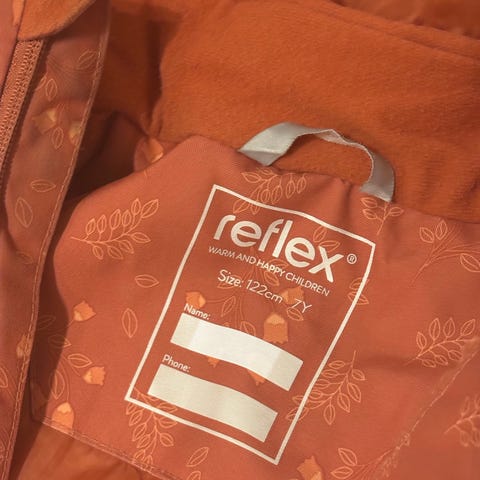 reflex®
WARM AND HAPPY CHILDREN
Size: 122cm 7Y
Name:
Phone: